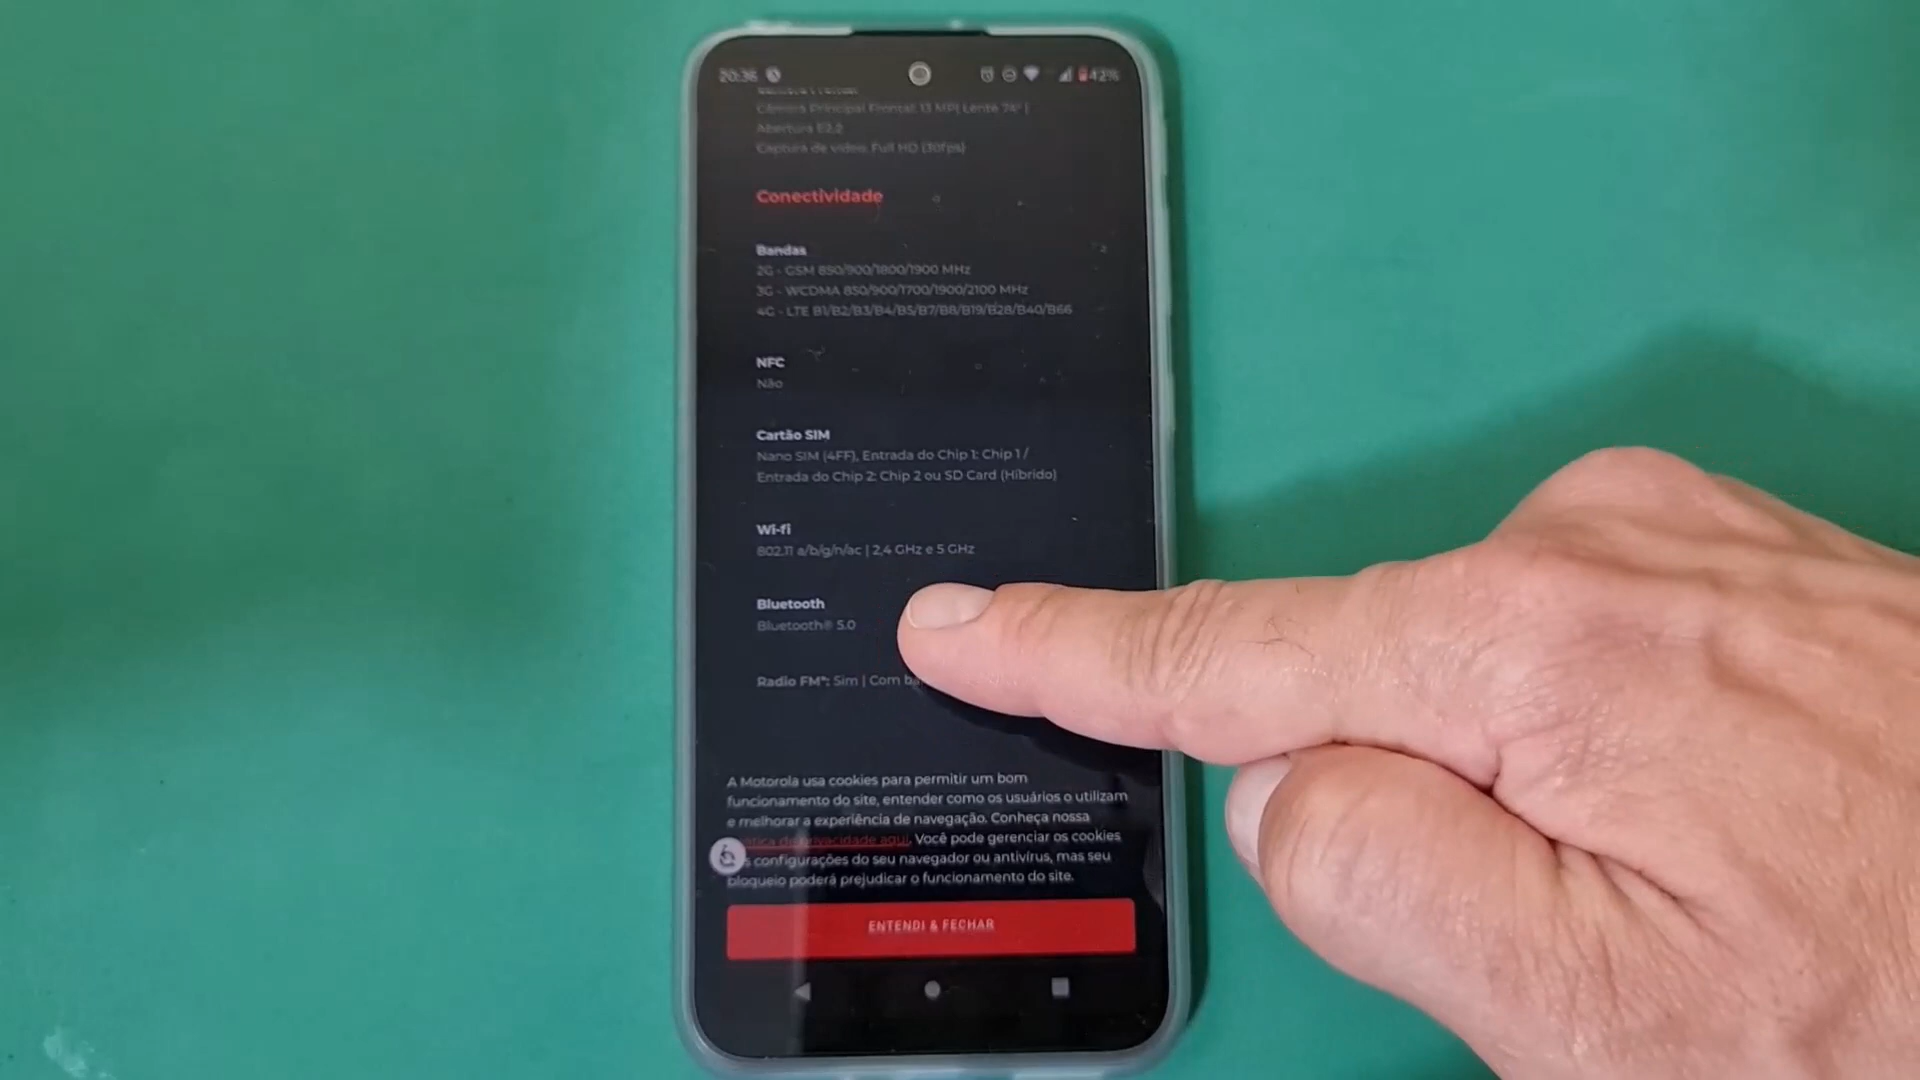 20:36
42%
Câmera Principal Frontal: 13 MP| Lente 74° |
Abertura f/2.2
Captura de vídeo: Full HD (30fps)
Conectividade
Bandas
2G - GSM 850/900/1800/1900 MHz
3G - WCDMA 850/900/1700/1900/2100 MHz
4G - LTE B1/B2/B3/B4/B5/B7/B8/B19/B28/B40/B66
NFC
Não
Cartão SIM
Nano SIM (4FF), Entrada do Chip 1: Chip 1 /
Entrada do Chip 2: Chip 2 ou SD Card (Híbrido)
Wi-fi
802.11 a/b/g/n/ac | 2,4 GHz e 5 GHz
Bluetooth
Bluetooth® 5.0
Radio FM*: Sim | Com
A Motorola usa cookies para permitir um bom
funcionamento do site, entender como os usuários o utilizam
e melhorar a experiência de navegação. Conheça nossa
de privacidade aqui. Você pode gerenciar os cookies
configurações do seu navegador ou antivírus, mas seu
bloqueio poderá prejudicar o funcionamento do site.
ENTENDI & FECHAR